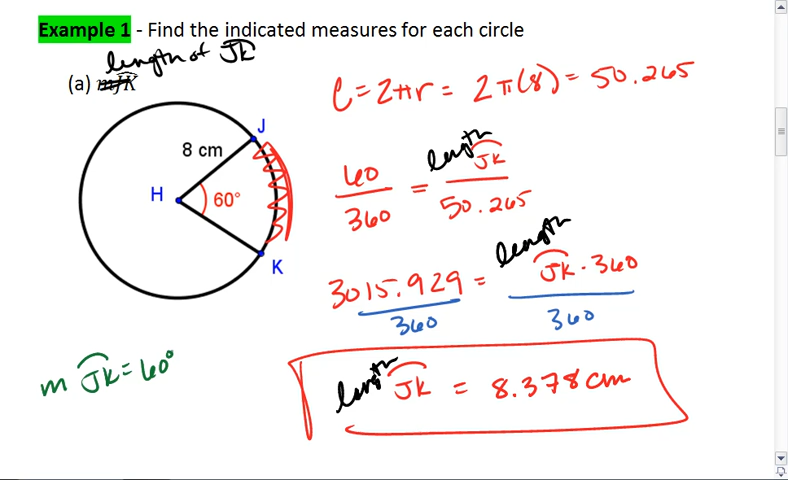 Example 1 - Find the indicated measures for each circle
length of JK
(a) mJK
C = 2πr = 2π(8) = 50.265
J
8 cm
H
60°
K
60/360 = length JK/50.265
3015.929/360 = length JK · 360/360
m JK = 60°
length JK = 8.378 cm